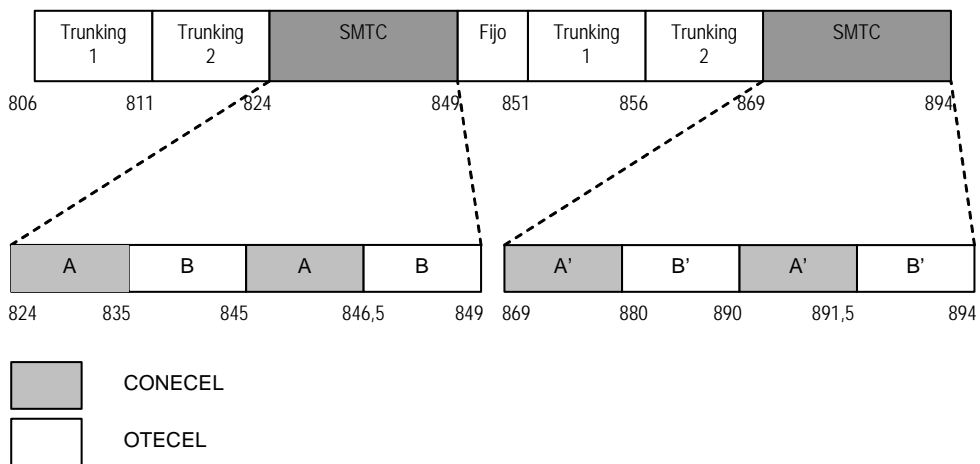 Trunking 1 Trunking 2 SMTC Fijo Trunking 1 Trunking 2 SMTC
806 811 824 849 851 856 869 894
A B A B A’ B’ A’ B’
824 835 845 846,5 849 869 880 890 891,5 894
CONECEL
OTECEL